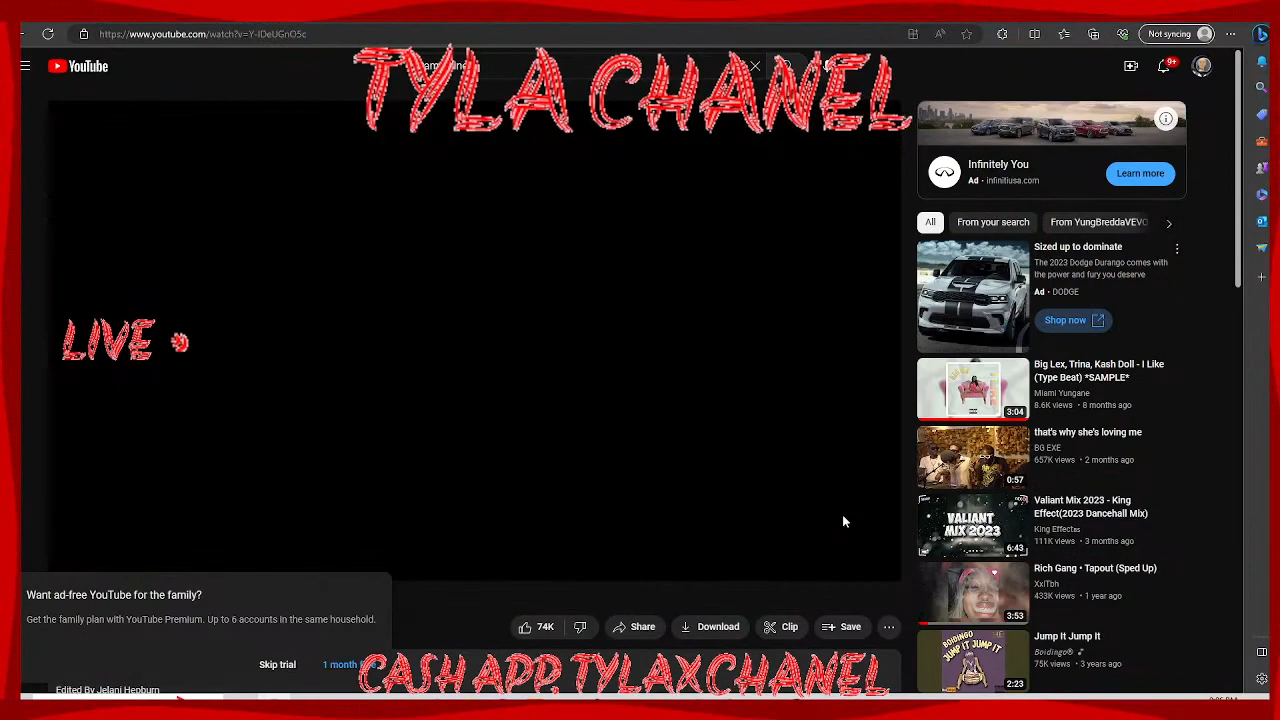 https://www.youtube.com/watch?v=Y-IDeUGnO5c
Not syncing
YouTube
9+
TYLA CHANEL
Infinitely You
Ad • infinitiusa.com
Learn more
All
From your search
From YungBreddaVEVO
Sized up to dominate
The 2023 Dodge Durango comes with
the power and fury you deserve
Ad • DODGE
Shop now
LIVE
Big Lex, Trina, Kash Doll - I Like
(Type Beat) *SAMPLE*
Miami Yungane
8.6K views • 8 months ago
3:04
that's why she's loving me
BG EXE
657K views • 2 months ago
0:57
Valiant Mix 2023 - King
Effect(2023 Dancehall Mix)
King Effect
111K views • 3 months ago
VALIANT
MIX 2023
6:43
Rich Gang • Tapout (Sped Up)
XxITbh
433K views • 1 year ago
3:53
Jump It Jump It
Boidingo®
75K views • 3 years ago
BOIDINGO
JUMP IT JUMP IT
2:23
Want ad-free YouTube for the family?
Get the family plan with YouTube Premium. Up to 6 accounts in the same household.
Skip trial
1 month
74K
Share
Download
Clip
Save
Edited By Jelani Hepburn
CASH APP. TYLAXCHANEL